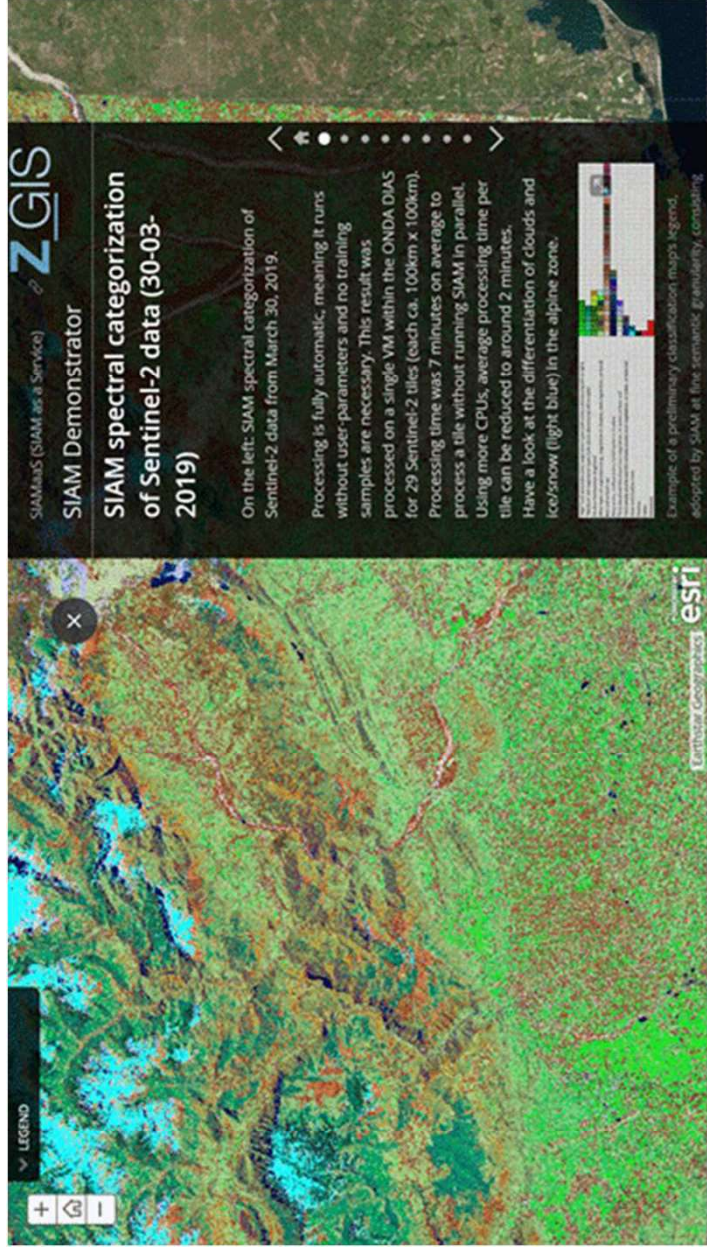 LEGEND
SIAMaaS (SIAM as a Service)
Z_GIS
SIAM Demonstrator
SIAM spectral categorization
of Sentinel-2 data (30-03-
2019)
On the left: SIAM spectral categorization of
Sentinel-2 data from March 30, 2019.
Processing is fully automatic, meaning it runs
without user-parameters and no training
samples are necessary. This result was
processed on a single VM within the ONDA DIAS
for 29 Sentinel-2 tiles (each ca. 100km x 100km).
Processing time was 7 minutes on average to
process a tile without running SIAM in parallel.
Using more CPUs, average processing time per
tile can be reduced to around 2 minutes.
Have a look at the differentiation of clouds and
ice/snow (light blue) in the alpine zone.
Example of a preliminary classification map's legend,
adopted by SIAM at fine semantic granularity, consisting
Earthstar Geographics
esri